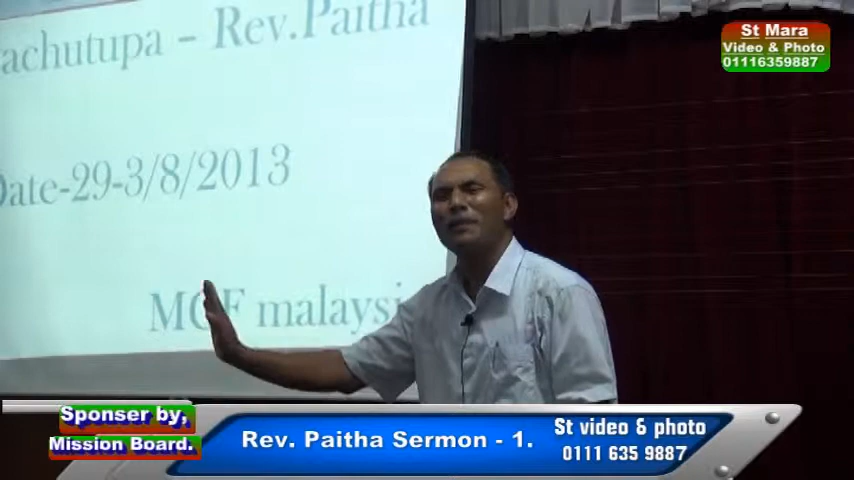 achutupa – Rev.Paitha
Date-29-3/8/2013
MCF malaysi
St Mara
Video & Photo
01116359887
Sponser by,
Mission Board.
Rev. Paitha Sermon - 1.
St video & photo
0111 635 9887